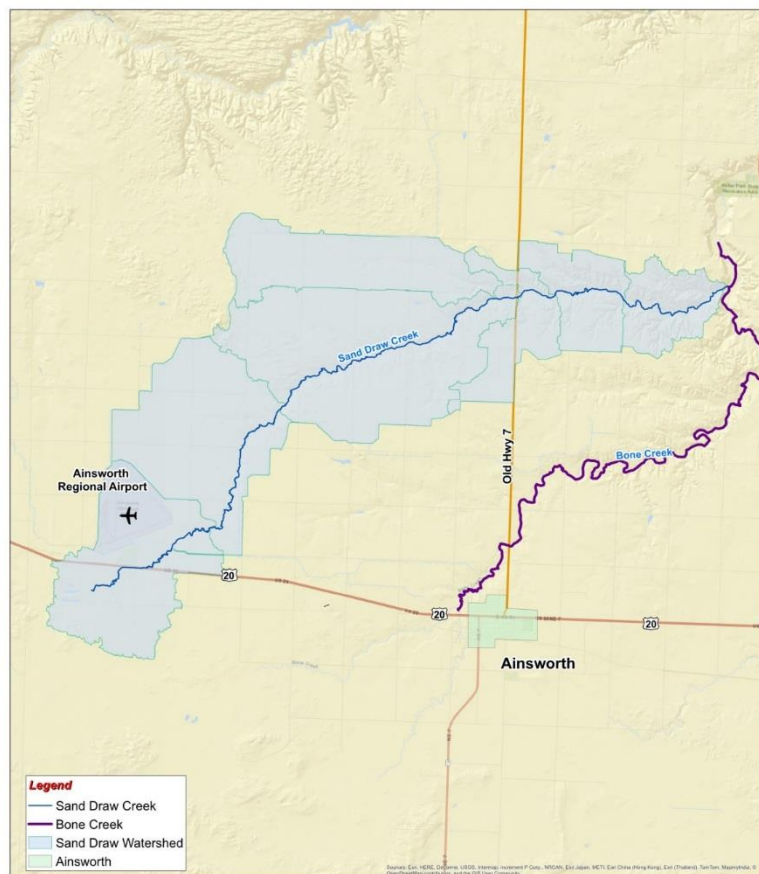 Sand Draw Creek
Old Hwy 7
Bone Creek
Ainsworth
Regional Airport
20
20
20
Ainsworth
Legend
Sand Draw Creek
Bone Creek
Sand Draw Watershed
Ainsworth